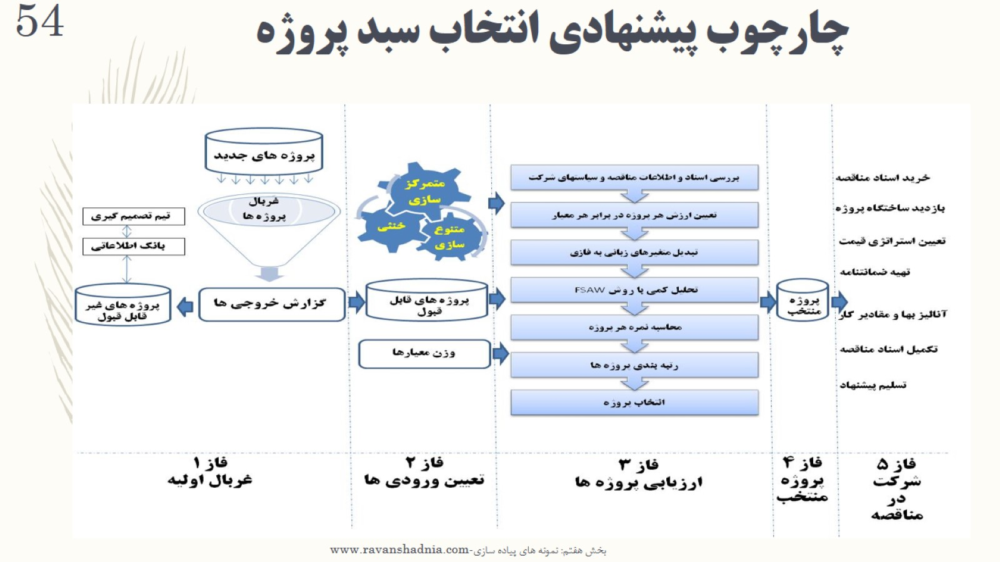 54
چارچوب پیشنهادی انتخاب سبد پروژه
پروژه های جدید
غربال
پروژه ها
تیم تصمیم گیری
بانک اطلاعاتی
پروژه های غیر
قابل قبول
گزارش خروجی ها
متمرکز
سازی
خنثی
متنوع
سازی
پروژه های قابل
قبول
وزن معیارها
بررسی اسناد و اطلاعات مناقصه و سیاستهای شرکت
تعیین ارزش هر پروژه در برابر هر معیار
تبدیل متغیرهای زبانی به فازی
تحلیل کمی با روش FSAW
محاسبه نمره هر پروژه
رتبه بندی پروژه ها
انتخاب پروژه
پروژه
منتخب
خرید اسناد مناقصه
بازدید ساختگاه پروژه
تعیین استراتژی قیمت
تهیه ضمانتنامه
آنالیز بها و مقادیر کار
تکمیل اسناد مناقصه
تسلیم پیشنهاد
فاز ۱
غربال اولیه
فاز ۲
تعیین ورودی ها
فاز ۳
ارزیابی پروژه ها
فاز ۴
پروژه
منتخب
فاز ۵
شرکت
در
مناقصه
بخش هفتم: نمونه های پیاده سازی-www.ravanshadnia.com